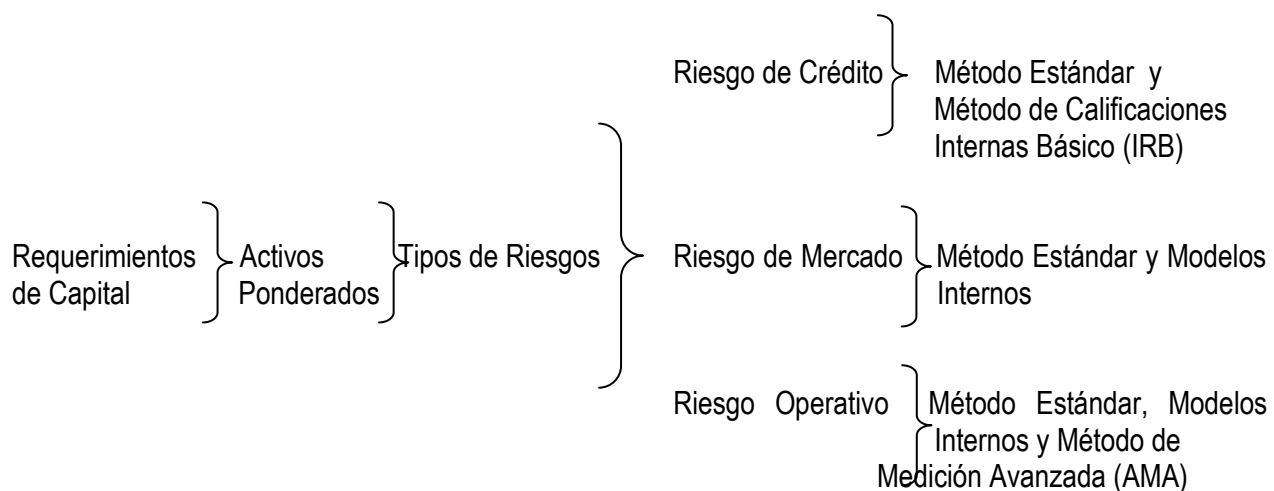 Requerimientos
de Capital
Activos
Ponderados
Tipos de Riesgos
Riesgo de Crédito
Método Estándar y
Método de Calificaciones
Internas Básico (IRB)
Riesgo de Mercado
Método Estándar y Modelos
Internos
Riesgo Operativo
Método Estándar, Modelos
Internos y Método de
Medición Avanzada (AMA)